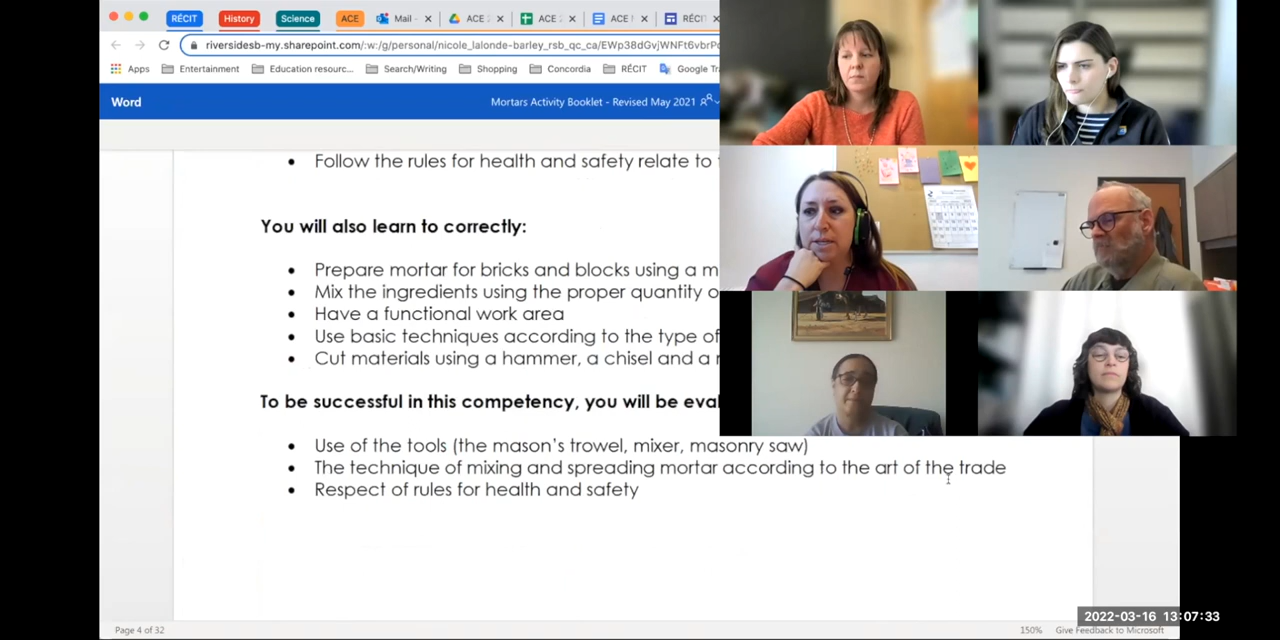 RÉCIT History Science ACE Mail - ACE ACE ACE RÉCI
riversidesb-my.sharepoint.com/:w:/g/personal/nicole_lalonde-barley_rsb_qc_ca/EWp38dGvjWNFt6vbrP
Apps Entertainment Education resourc... Search/Writing Shopping Concordia RÉCIT Google Tra
Word Mortars Activity Booklet - Revised May 2021
• Follow the rules for health and safety relate to
You will also learn to correctly:
• Prepare mortar for bricks and blocks using a m
• Mix the ingredients using the proper quantity o
• Have a functional work area
• Use basic techniques according to the type of
• Cut materials using a hammer, a chisel and a
To be successful in this competency, you will be eval
• Use of the tools (the mason's trowel, mixer, masonry saw)
• The technique of mixing and spreading mortar according to the art of the trade
• Respect of rules for health and safety
2022-03-16 13:07:33
Page 4 of 32 150% Give Feedback to Microsoft